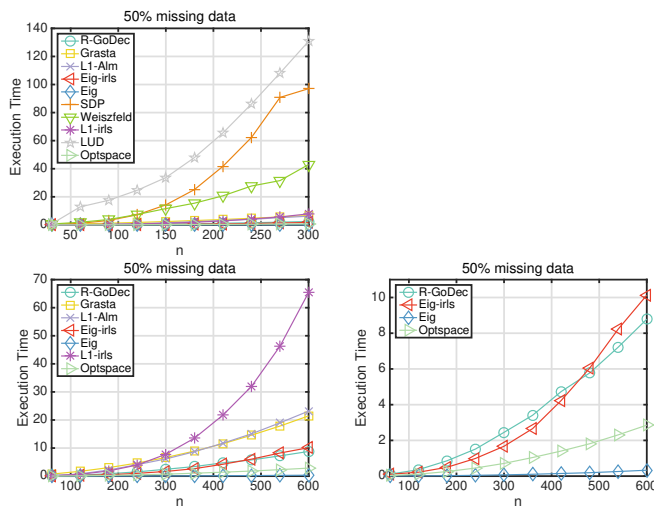 50% missing data
140
120
100
80
60
40
20
0
Execution Time
R-GoDec
Grasta
L1-Alm
Eig-irls
Eig
SDP
Weiszfeld
L1-irls
LUD
Optspace
50 100 150 200 250 300
n
50% missing data
70
60
50
40
30
20
10
0
Execution Time
R-GoDec
Grasta
L1-Alm
Eig-irls
Eig
L1-irls
Optspace
100 200 300 400 500 600
n
50% missing data
10
8
6
4
2
0
Execution Time
R-GoDec
Eig-irls
Eig
Optspace
100 200 300 400 500 600
n